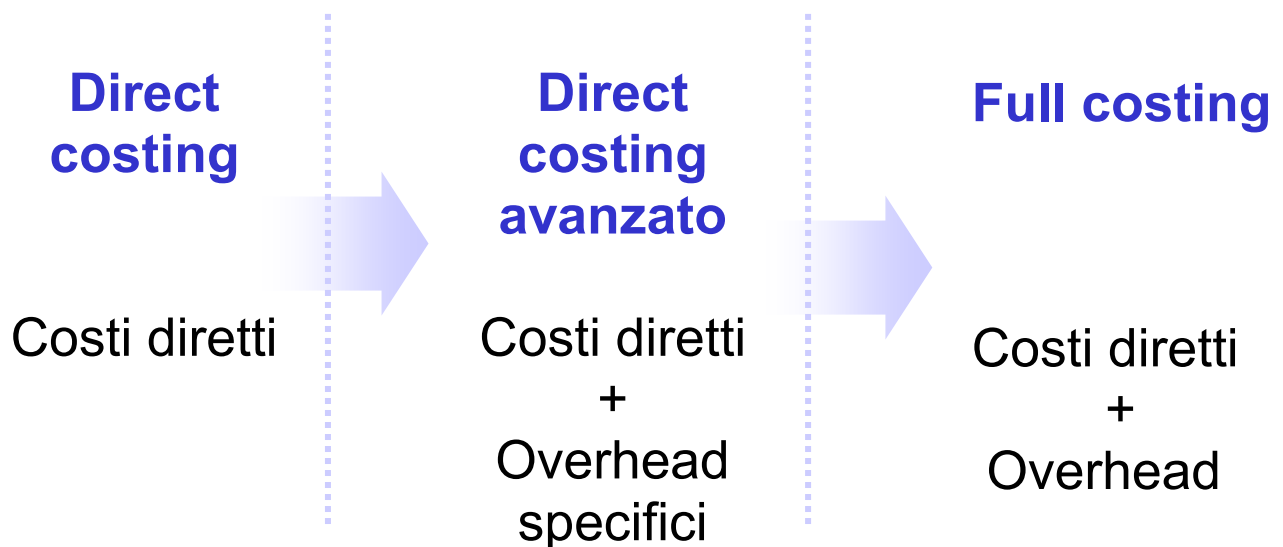 Direct
costing
Costi diretti
Direct
costing
avanzato
Costi diretti
+
Overhead
specifici
Full costing
Costi diretti
+
Overhead